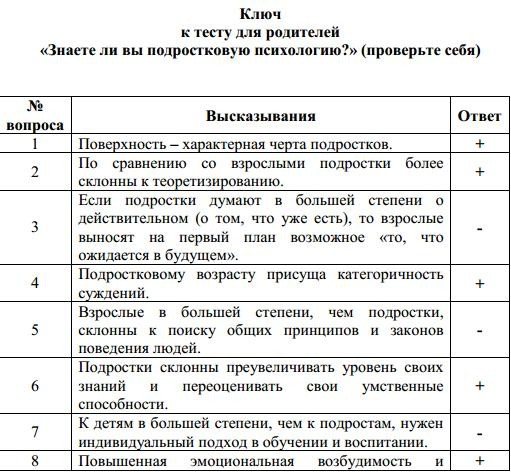 Ключ
к тесту для родителей
«Знаете ли вы подростковую психологию?» (проверьте себя)
№
вопроса
Высказывания
Ответ
1
Поверхность – характерная черта подростков.
+
2
По сравнению со взрослыми подростки более
склонны к теоретизированию.
+
3
Если подростки думают в большей степени о
действительном (о том, что уже есть), то взрослые
выносят на первый план возможное «то, что
ожидается в будущем».
-
4
Подростковому возрасту присуща категоричность
суждений.
+
5
Взрослые в большей степени, чем подростки,
склонны к поиску общих принципов и законов
поведения людей.
-
6
Подростки склонны преувеличивать уровень своих
знаний и переоценивать свои умственные
способности.
+
7
К детям в большей степени, чем к подростам, нужен
индивидуальный подход в обучении и воспитании.
-
8
Повышенная эмоциональная возбудимость и
+